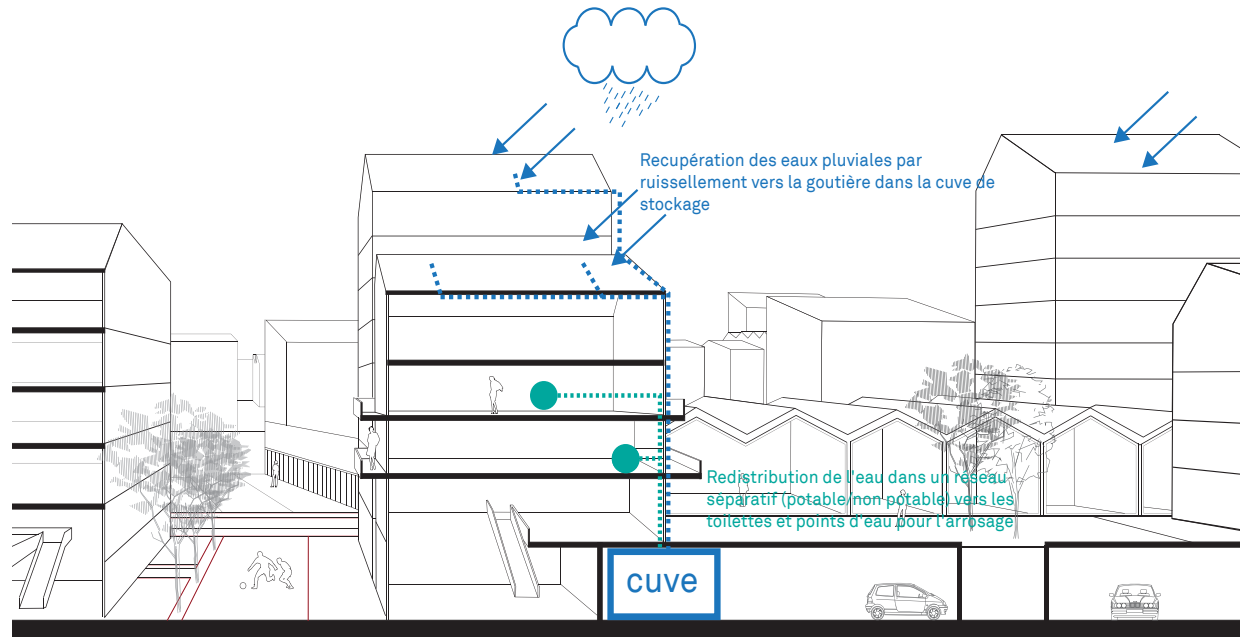 Recupération des eaux pluviales par
ruissellement vers la goutière dans la cuve de
stockage
Redistribution de l'eau dans un réseau
séparatif (potable/non potable) vers les
toilettes et points d'eau pour l'arrosage
cuve